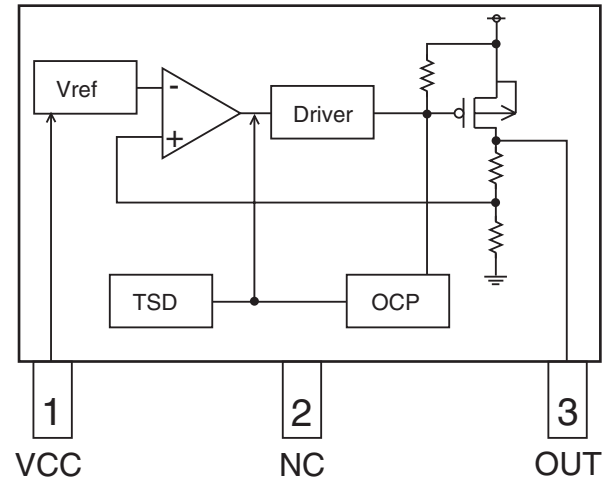 Vref
-
+
Driver
TSD
OCP
1
2
3
VCC
NC
OUT